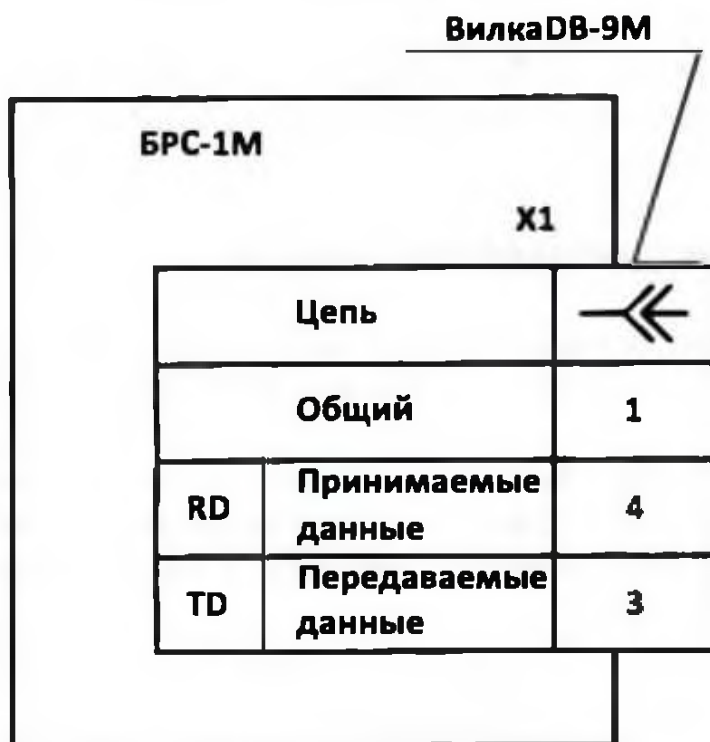 ВилкаDB-9M
БРС-1М
X1
Цепь
Общий 1
RD Принимаемые данные 4
TD Передаваемые данные 3